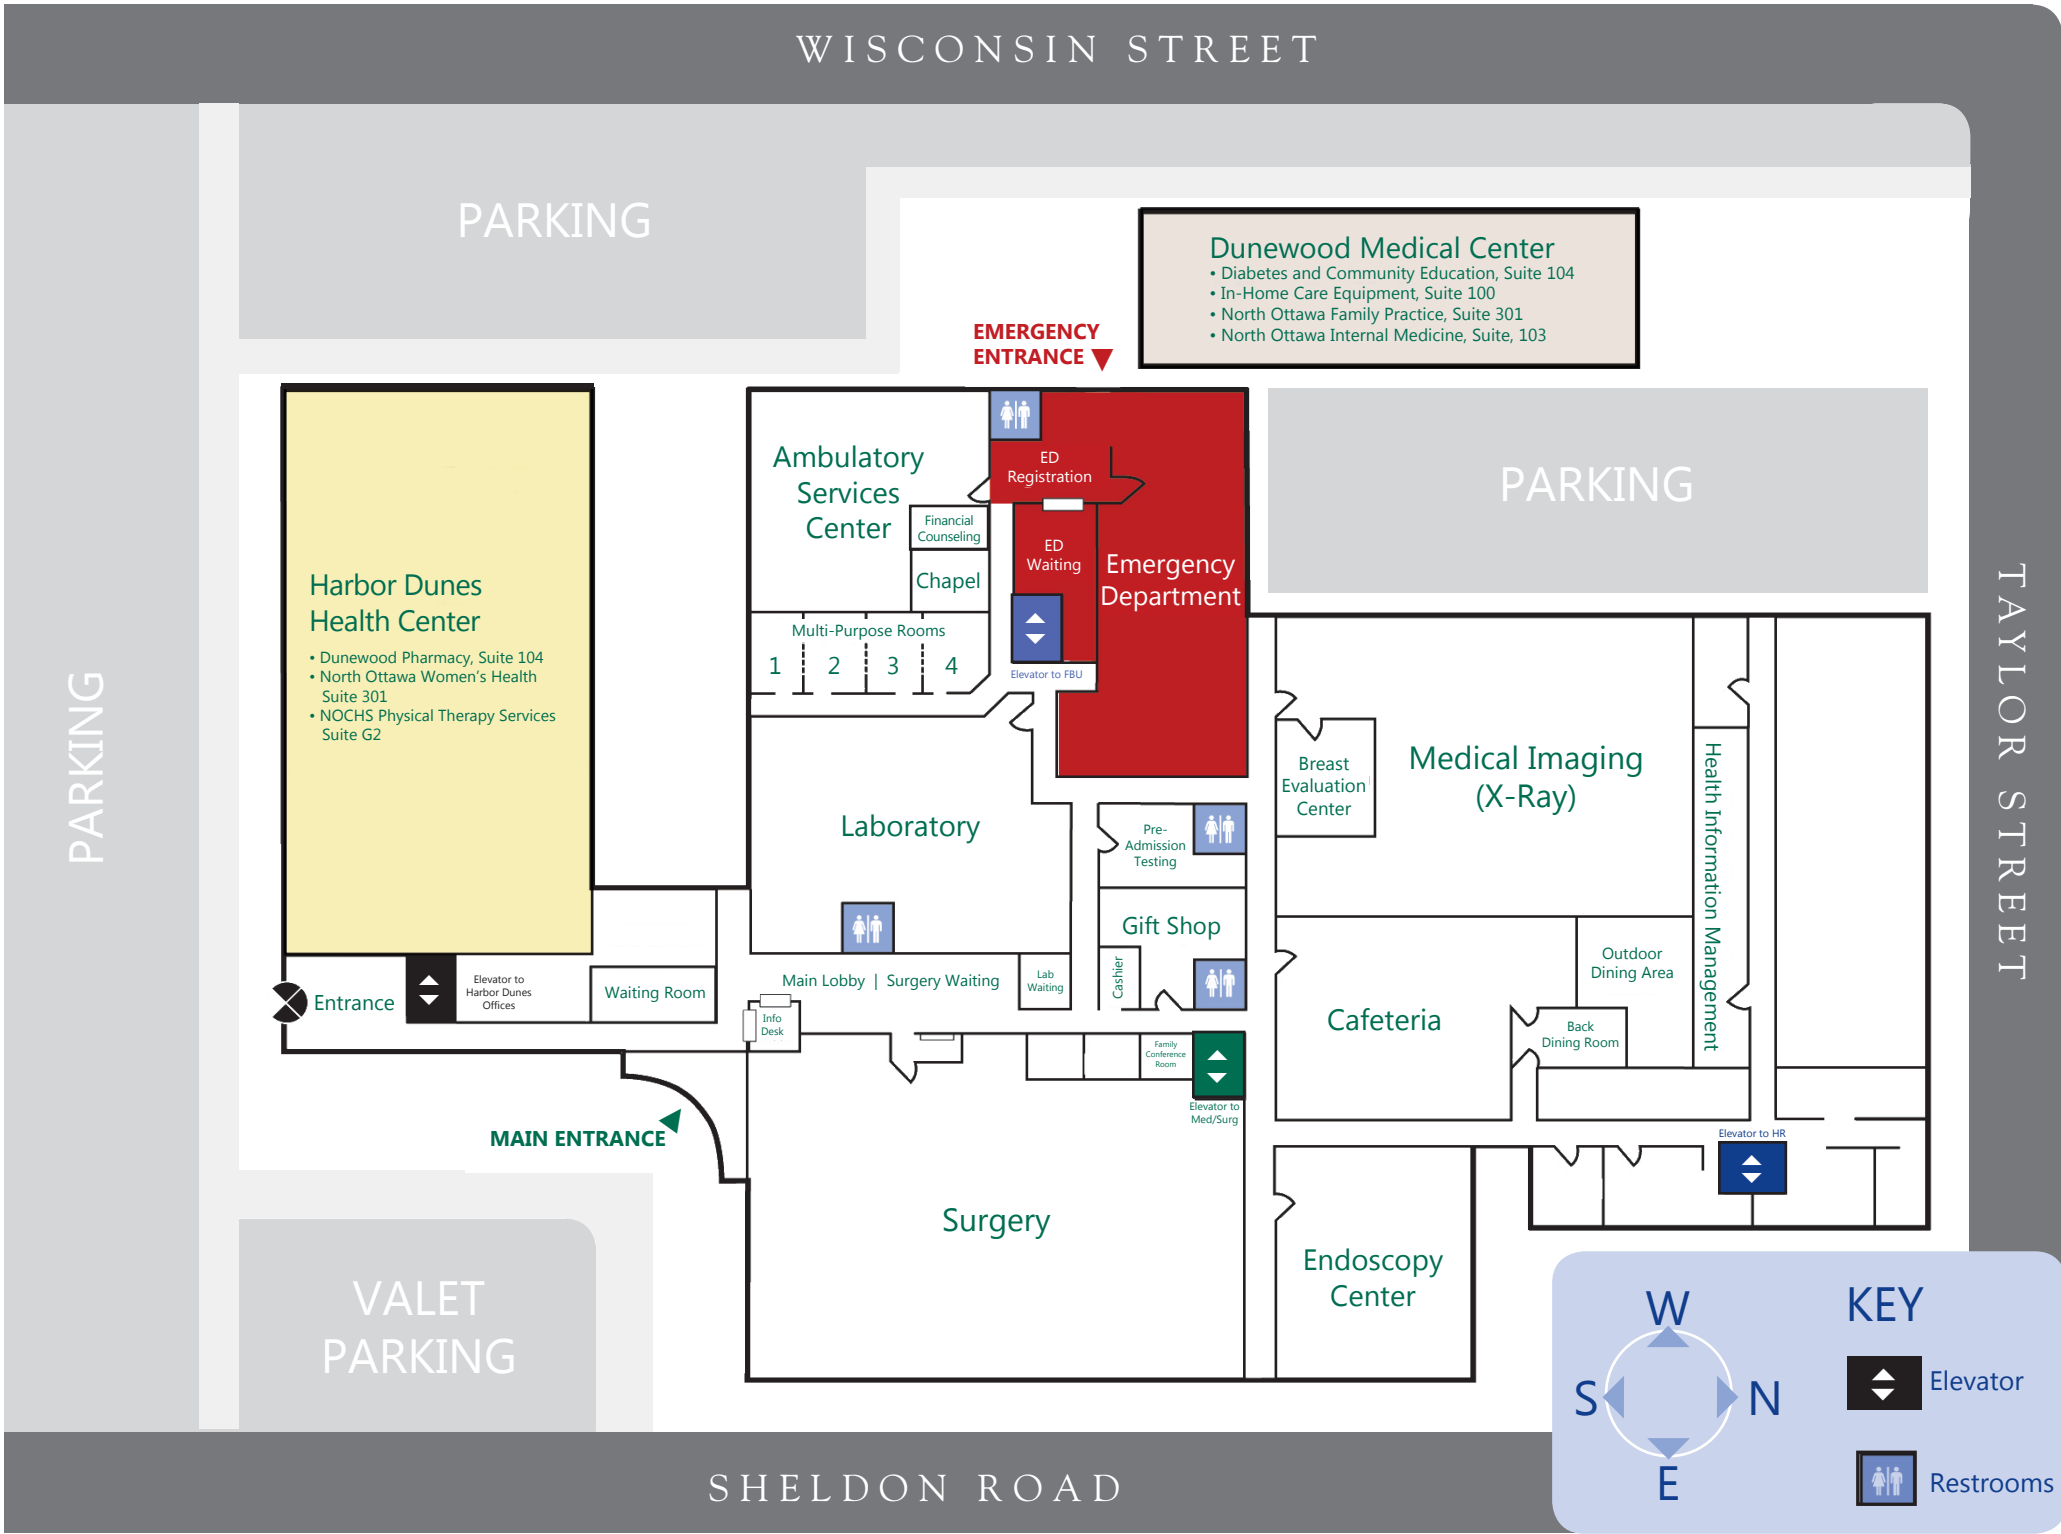 WISCONSIN STREET
PARKING
Dunewood Medical Center
• Diabetes and Community Education, Suite 104
• In-Home Care Equipment, Suite 100
• North Ottawa Family Practice, Suite 301
• North Ottawa Internal Medicine, Suite, 103
EMERGENCY
ENTRANCE
Ambulatory
Services
Center
ED
Registration
PARKING
Financial
Counseling
ED
Waiting
Emergency
Department
Chapel
Harbor Dunes
Health Center
• Dunewood Pharmacy, Suite 104
• North Ottawa Women's Health
Suite 301
• NOCHS Physical Therapy Services
Suite G2
Multi-Purpose Rooms
1 2 3 4
Elevator to FBU
PARKING
TAYLOR STREET
Breast
Evaluation
Center
Medical Imaging
(X-Ray)
Health Information Management
Laboratory
Pre-
Admission
Testing
Gift Shop
Cashier
Outdoor
Dining Area
Main Lobby | Surgery Waiting
Lab
Waiting
Entrance
Elevator to
Harbor Dunes
Offices
Waiting Room
Info
Desk
Cafeteria
Back
Dining Room
Family
Conference
Room
Elevator to
Med/Surg
MAIN ENTRANCE
Elevator to HR
Surgery
Endoscopy
Center
VALET
PARKING
W
S
N
E
KEY
Elevator
Restrooms
SHELDON ROAD